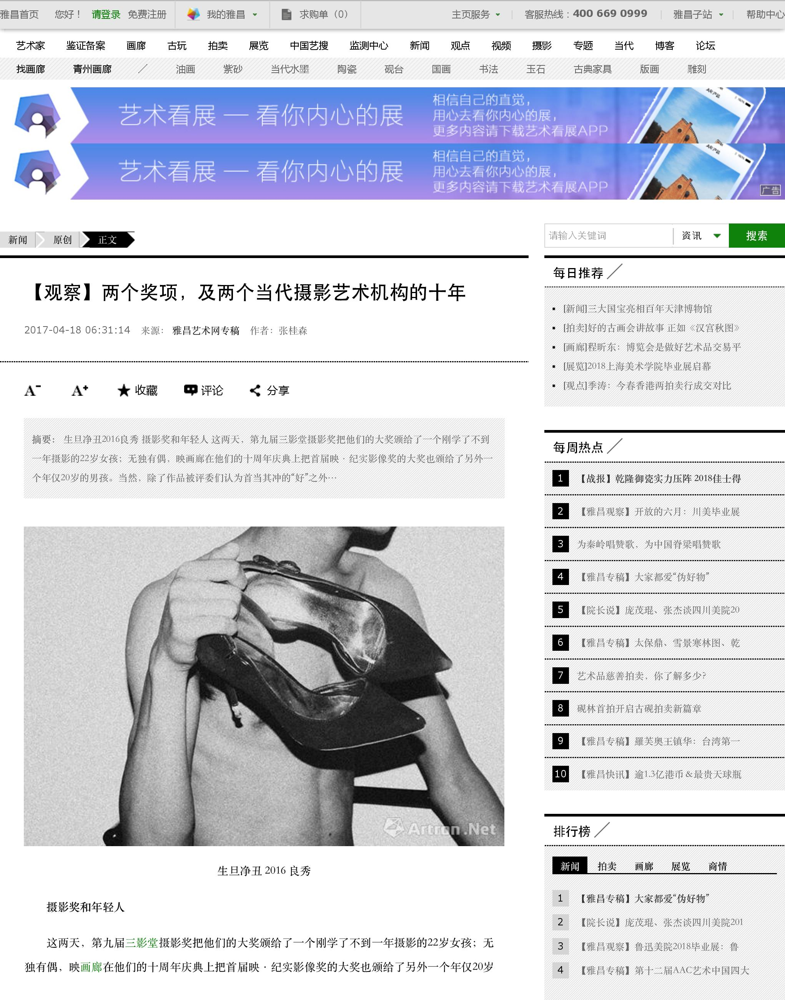 雅昌首页 您好！ 请登录 免费注册 我的雅昌 求购单（0） 主页服务 客服热线：400 669 0999 雅昌子站 帮助中心
艺术家 鉴证备案 画廊 古玩 拍卖 展览 中国艺搜 监测中心 新闻 观点 视频 摄影 专题 当代 博客 论坛
找画廊 青州画廊 ／ 油画 紫砂 当代水墨 陶瓷 砚台 国画 书法 玉石 古典家具 版画 雕刻
艺术看展 — 看你内心的展
相信自己的直觉，
用心去看你内心的展，
更多内容请下载艺术看展APP
艺术看展 — 看你内心的展
相信自己的直觉，
用心去看你内心的展，
更多内容请下载艺术看展APP
广告
新闻 原创 正文
【观察】两个奖项，及两个当代摄影艺术机构的十年
2017-04-18 06:31:14 来源： 雅昌艺术网专稿 作者：张桂森
A- A+ 收藏 评论 分享
摘要： 生旦净丑2016良秀 摄影奖和年轻人 这两天，第九届三影堂摄影奖把他们的大奖颁给了一个刚学了不到
一年摄影的22岁女孩；无独有偶，映画廊在他们的十周年庆典上把首届映 · 纪实影像奖的大奖也颁给了另外一
个年仅20岁的男孩。当然，除了作品被评委们认为首当其冲的“好”之外…
Artron.Net
生旦净丑 2016 良秀
摄影奖和年轻人
这两天，第九届三影堂摄影奖把他们的大奖颁给了一个刚学了不到一年摄影的22岁女孩；无
独有偶，映画廊在他们的十周年庆典上把首届映 · 纪实影像奖的大奖也颁给了另外一个年仅20岁
请输入关键词 资讯 搜索
每日推荐
[新闻]三大国宝亮相百年天津博物馆
[拍卖]好的古画会讲故事 正如《汉宫秋图》
[画廊]程昕东：博览会是做好艺术品交易平
[展览]2018上海美术学院毕业展启幕
[观点]季涛：今春香港两拍卖行成交对比
每周热点
1 【战报】乾隆御瓷实力压阵 2018佳士得
2 【雅昌观察】开放的六月：川美毕业展
3 为秦岭唱赞歌，为中国脊梁唱赞歌
4 【雅昌专稿】大家都爱“伪好物”
5 【院长说】庞茂琨、张杰谈四川美院20
6 【雅昌专稿】太保鼎、雪景寒林图、乾
7 艺术品慈善拍卖，你了解多少?
8 砚林首拍开启古砚拍卖新篇章
9 【雅昌专稿】羅芙奥王镇华：台湾第一
10 【雅昌快讯】逾1.3亿港币＆最贵天球瓶
排行榜
新闻 拍卖 画廊 展览 商情
1 【雅昌专稿】大家都爱“伪好物”
2 【院长说】庞茂琨、张杰谈四川美院201
3 【雅昌观察】鲁迅美院2018毕业展：鲁
4 【雅昌专稿】第十二届AAC艺术中国四大